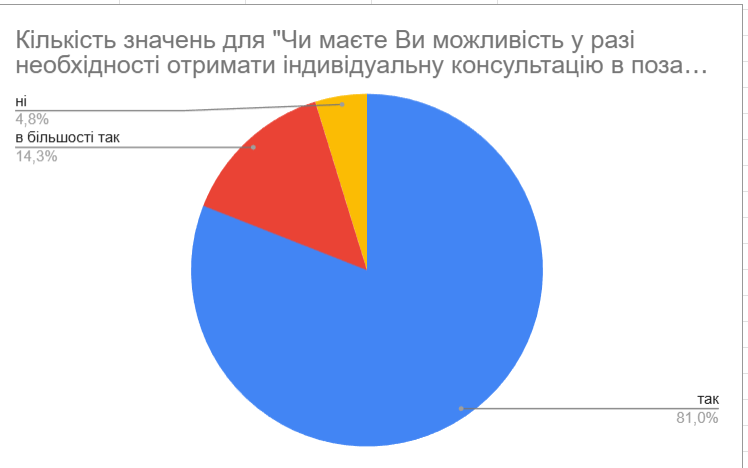 Кількість значень для "Чи маєте Ви можливість у разі
необхідності отримати індивідуальну консультацію в поза…
ні
4,8%
в більшості так
14,3%
так
81,0%